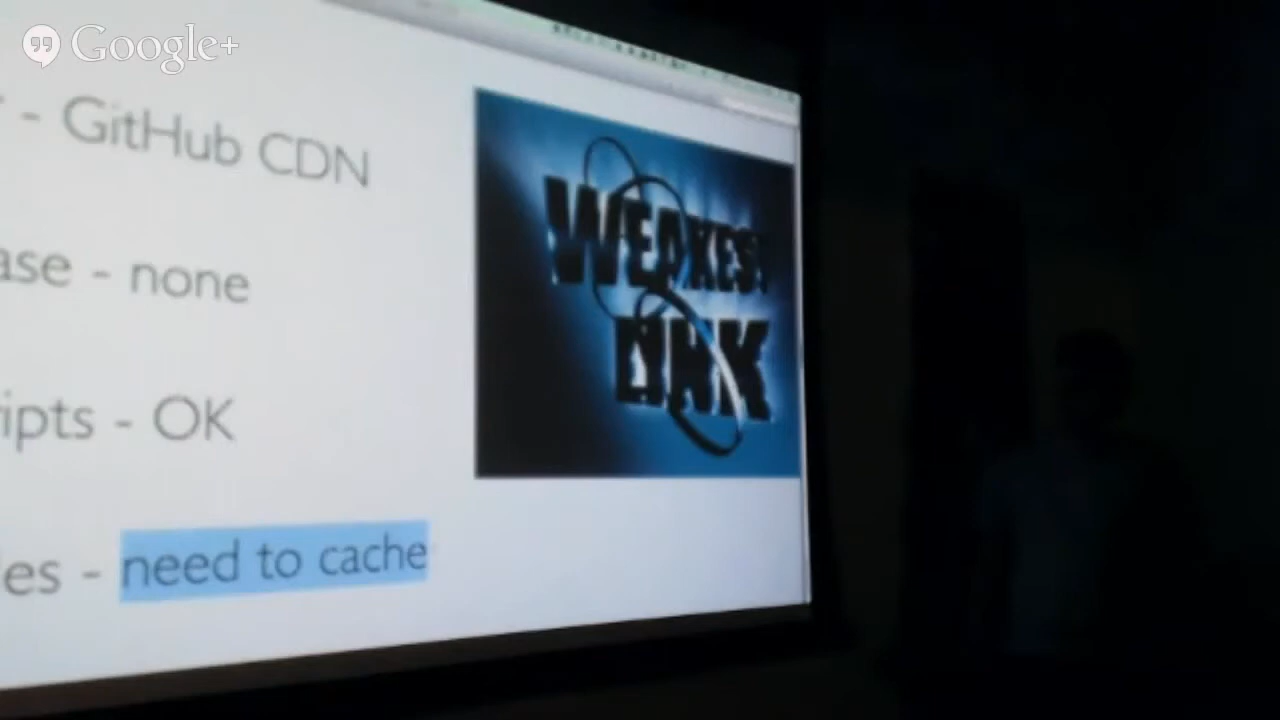 Google+
- GitHub CDN
ase - none
ipts - OK
es - need to cache
WEAKEST
LINK